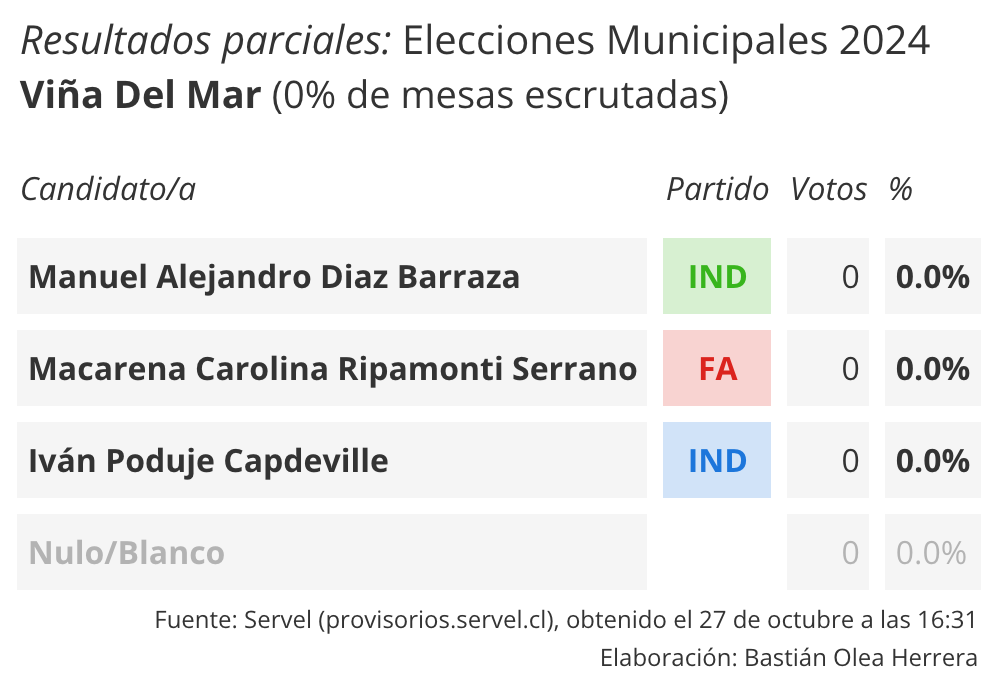 Resultados parciales: Elecciones Municipales 2024
Viña Del Mar (0% de mesas escrutadas)
Candidato/a Partido Votos %
Manuel Alejandro Diaz Barraza IND 0 0.0%
Macarena Carolina Ripamonti Serrano FA 0 0.0%
Iván Poduje Capdeville IND 0 0.0%
Nulo/Blanco 0 0.0%
Fuente: Servel (provisorios.servel.cl), obtenido el 27 de octubre a las 16:31
Elaboración: Bastián Olea Herrera